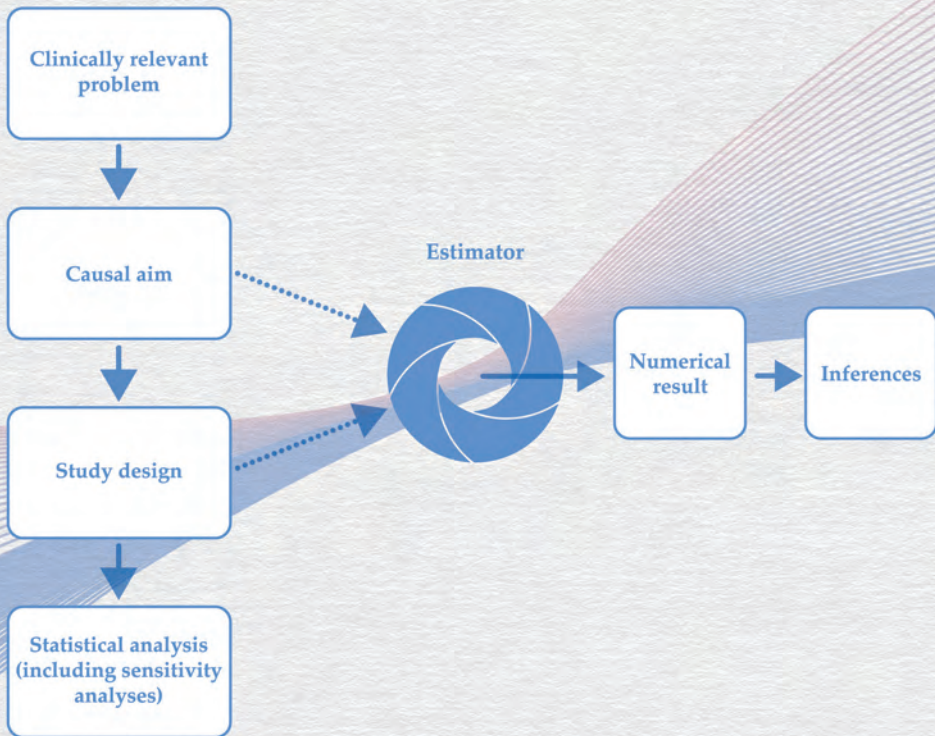 Clinically relevant
problem
Causal aim
Estimator
Numerical
result
Inferences
Study design
Statistical analysis
(including sensitivity
analyses)